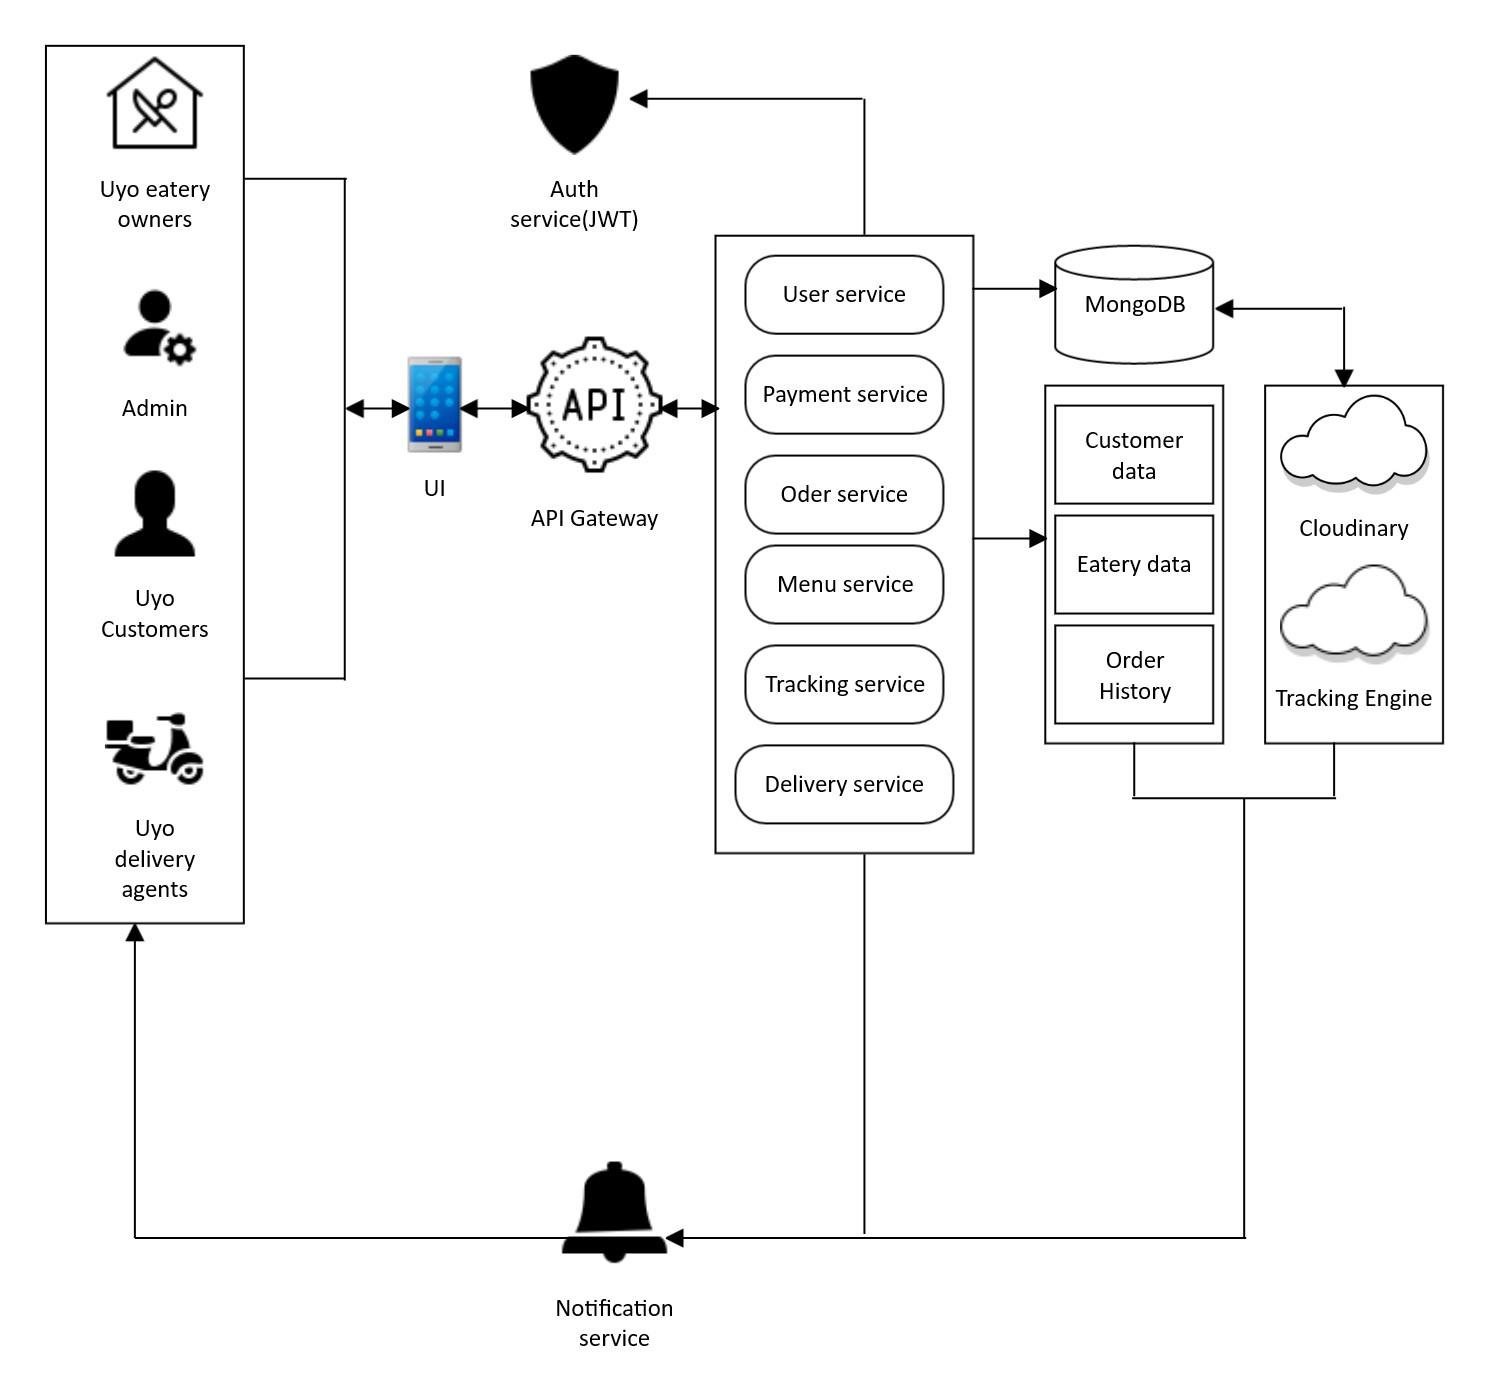 Uyo eatery
owners
Admin
Uyo
Customers
Uyo
delivery
agents
UI
Auth
service(JWT)
API
API Gateway
User service
Payment service
Oder service
Menu service
Tracking service
Delivery service
MongoDB
Customer
data
Eatery data
Order
History
Cloudinary
Tracking Engine
Notification
service